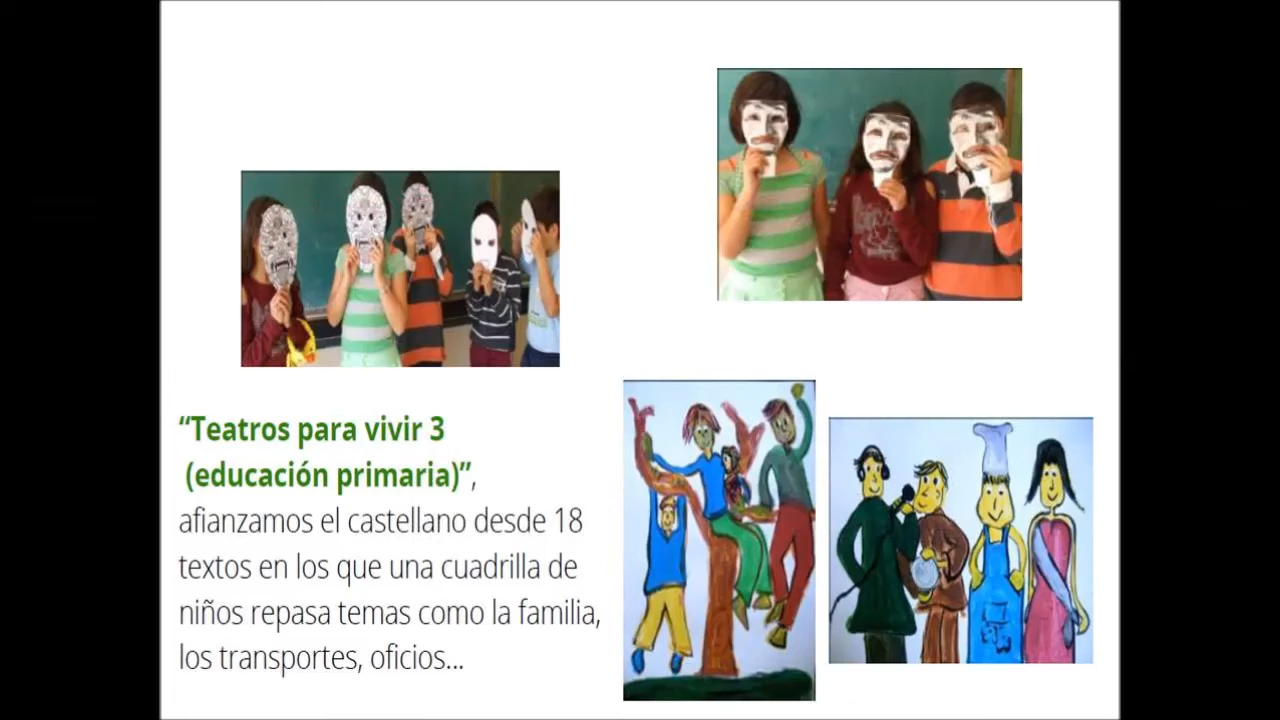 “Teatros para vivir 3
(educación primaria)”,
afianzamos el castellano desde 18
textos en los que una cuadrilla de
niños repasa temas como la familia,
los transportes, oficios...